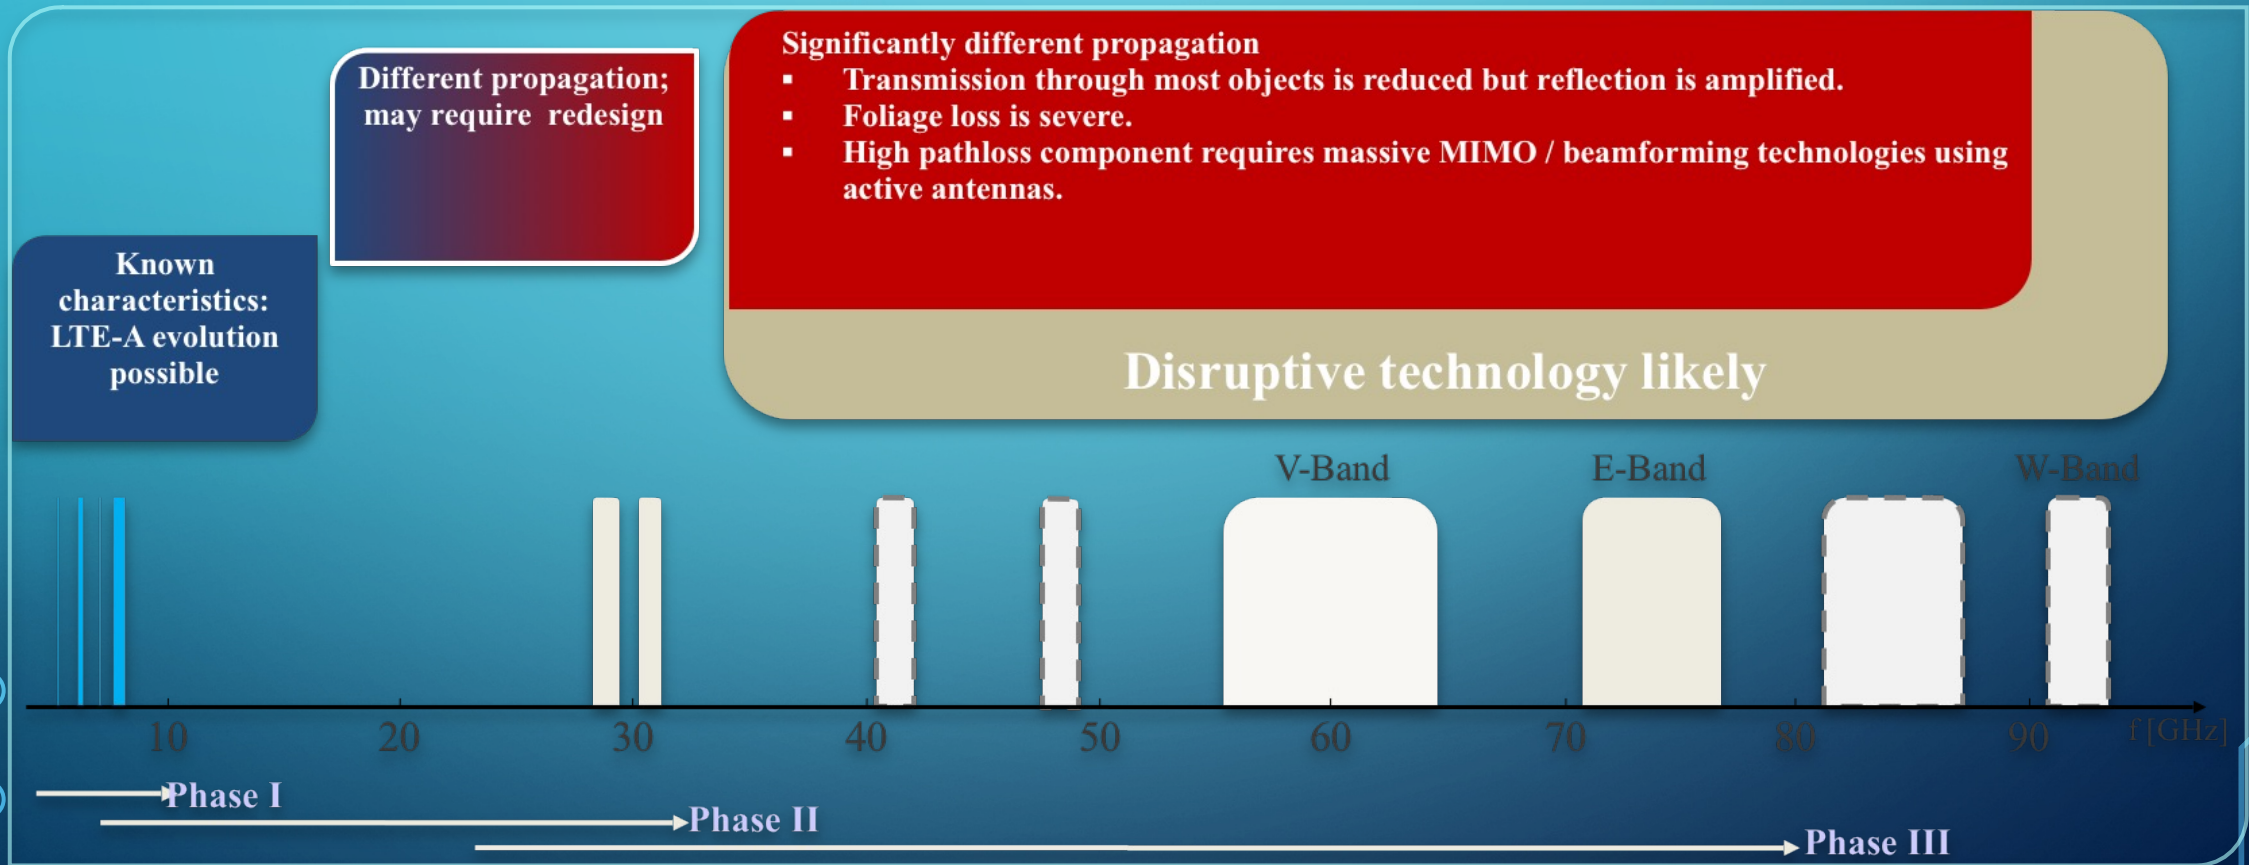 Different propagation;
may require redesign
Significantly different propagation
▪ Transmission through most objects is reduced but reflection is amplified.
▪ Foliage loss is severe.
▪ High pathloss component requires massive MIMO / beamforming technologies using
active antennas.
Known
characteristics:
LTE-A evolution
possible
Disruptive technology likely
V-Band
E-Band
W-Band
10
20
30
40
50
60
70
80
90
f [GHz]
Phase I
Phase II
Phase III